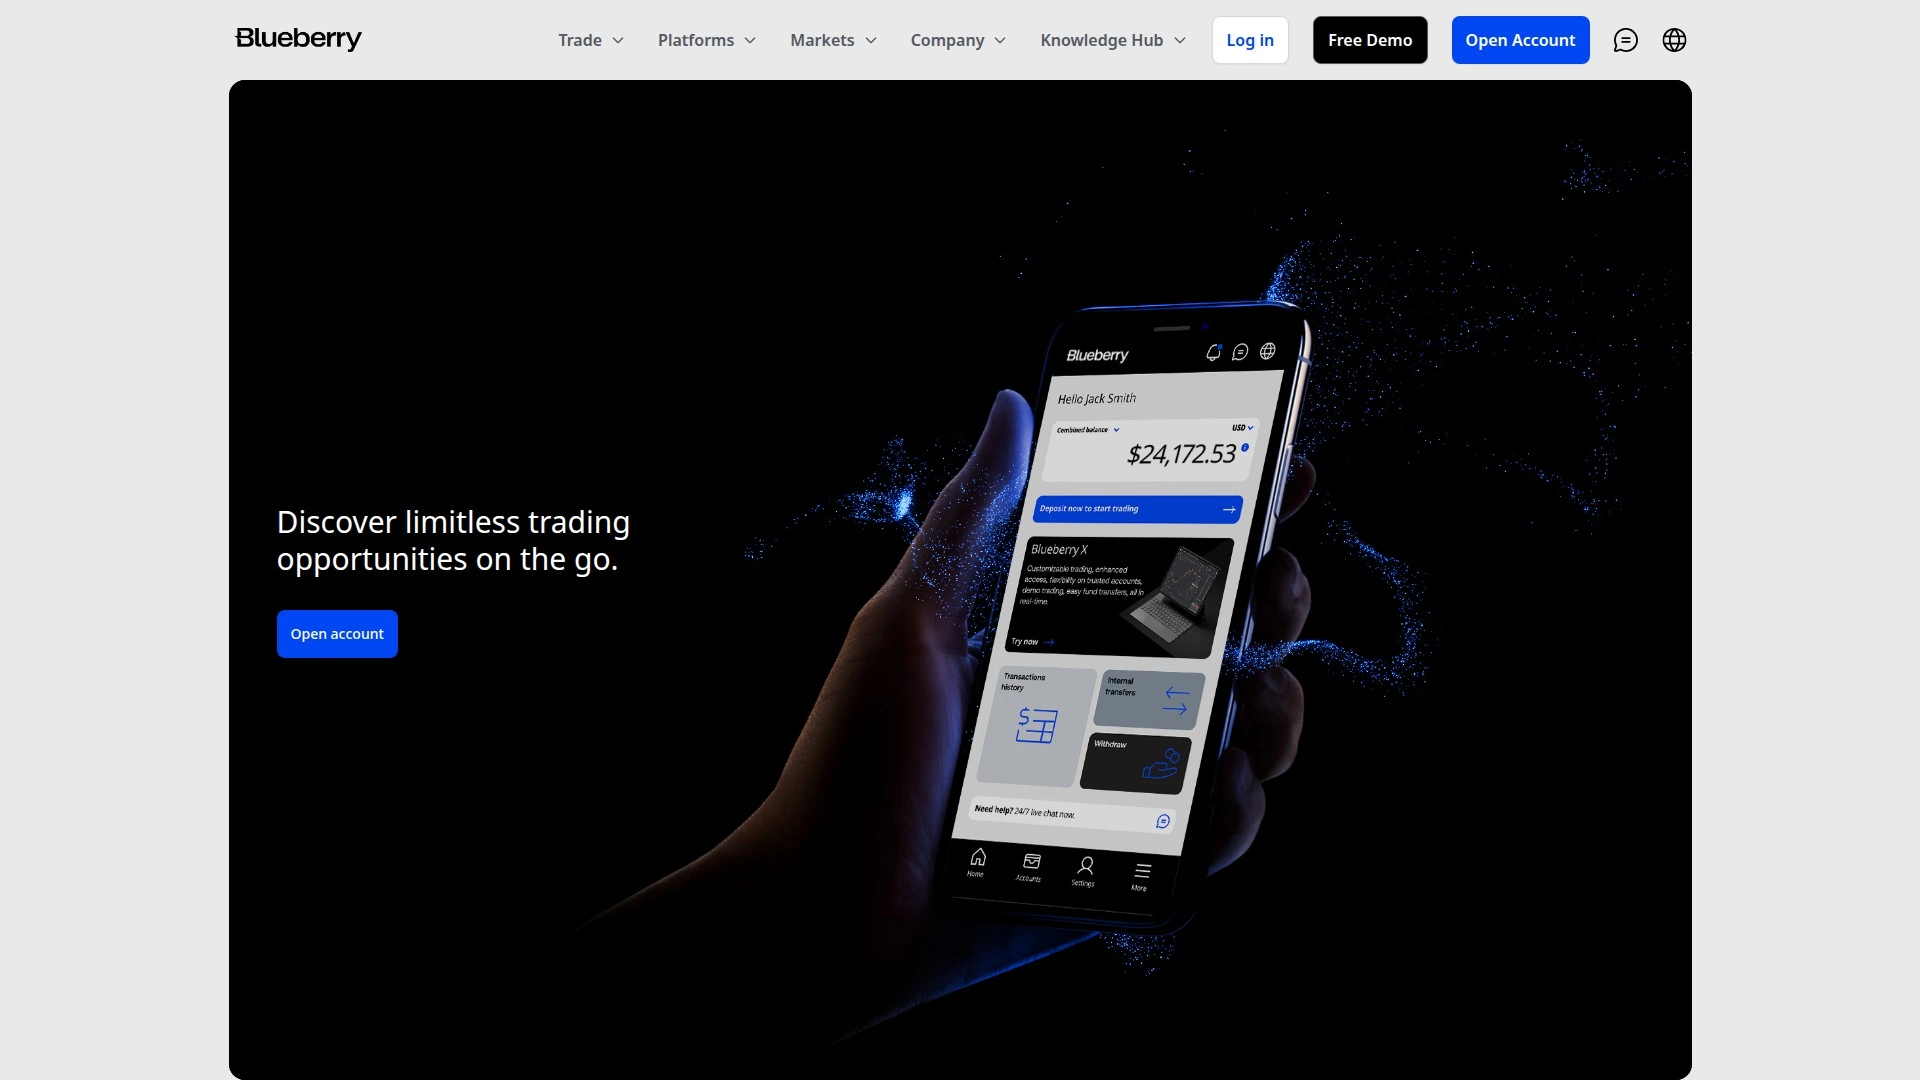 Blueberry
Trade
Platforms
Markets
Company
Knowledge Hub
Log in
Free Demo
Open Account
Discover limitless trading
opportunities on the go.
Open account
Blueberry
Hello Jack Smith
Combined balance
USD
$24,172.53
Deposit now to start trading
Blueberry X
Customizable trading, enhanced
access, flexibility on trusted accounts,
demo trading, easy fund transfers, all in
real-time.
Try now
Transactions
history
Internal
transfers
Withdraw
Need help? 24/7 live chat now.
Home
Accounts
Settings
More